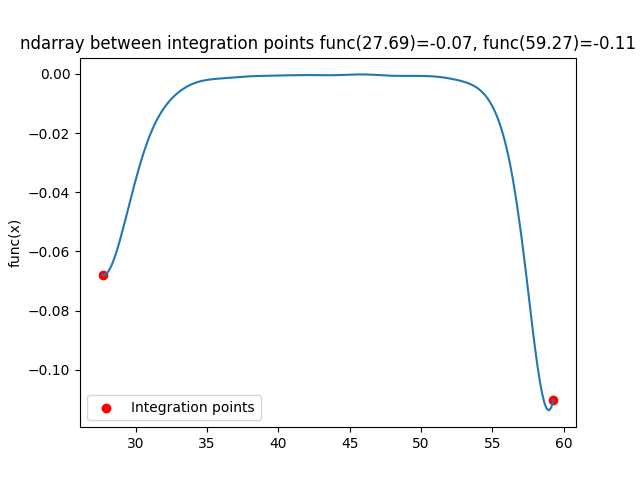 ndarray between integration points func(27.69)=-0.07, func(59.27)=-0.11
0.00
−0.02
−0.04
−0.06
−0.08
−0.10
func(x)
Integration points
30 35 40 45 50 55 60